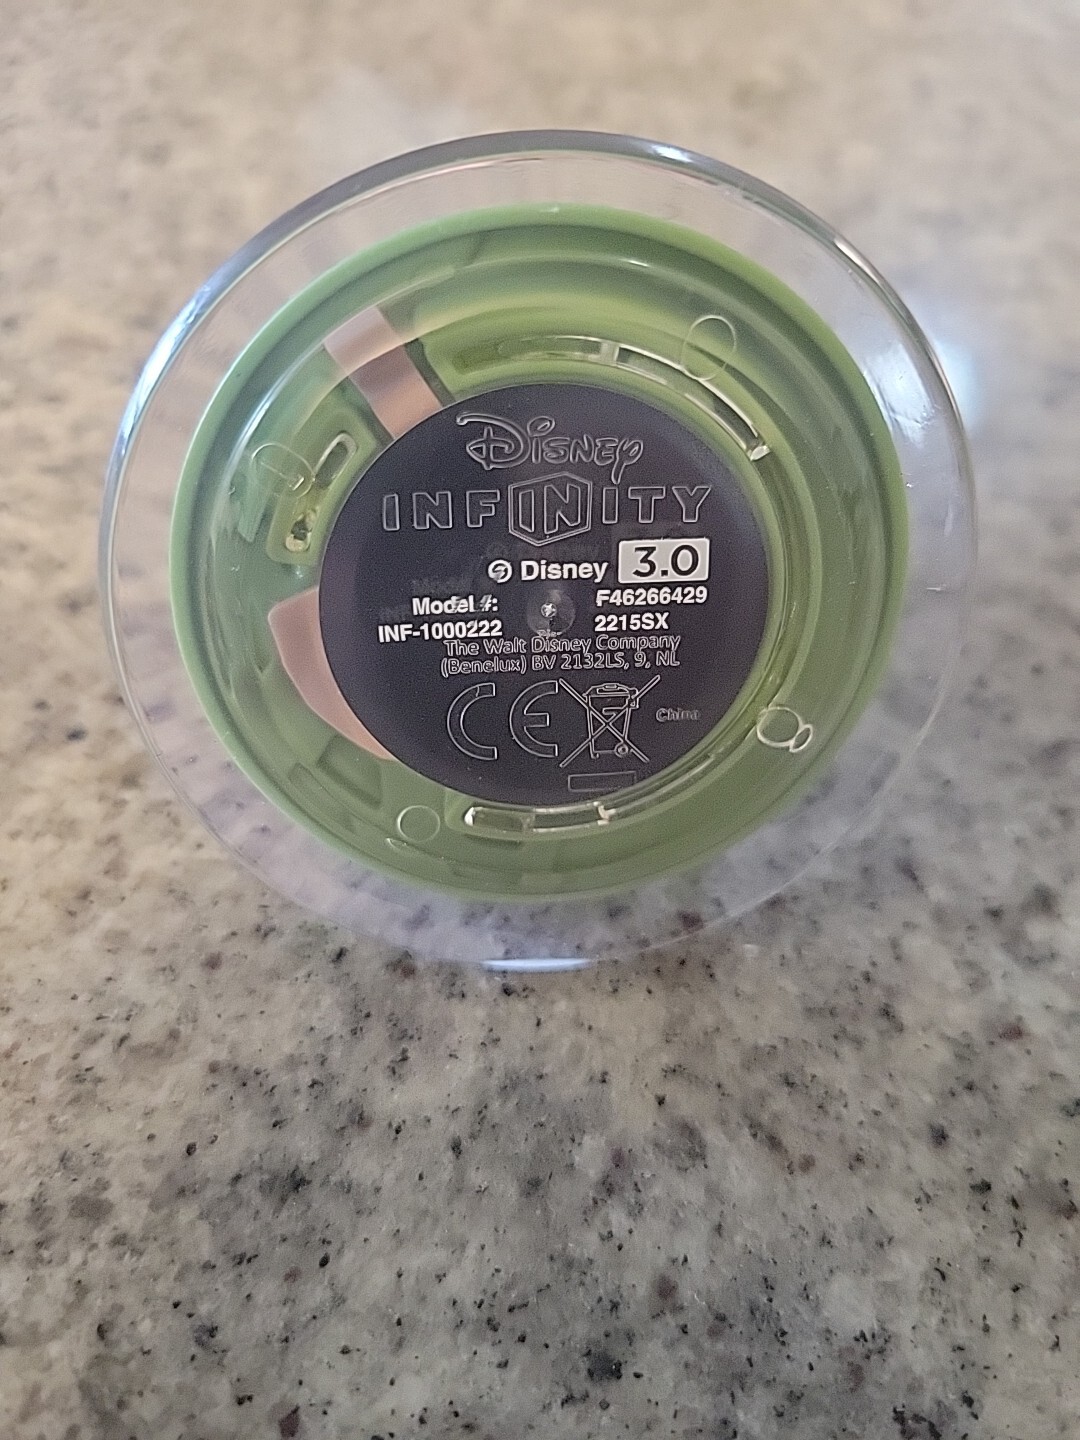 Disney
INFINITY
© Disney 3.0
Model #: F46266429
INF-1000222 2215SX
The Walt Disney Company
(Benelux) BV 2132LS, 9, NL
CE China